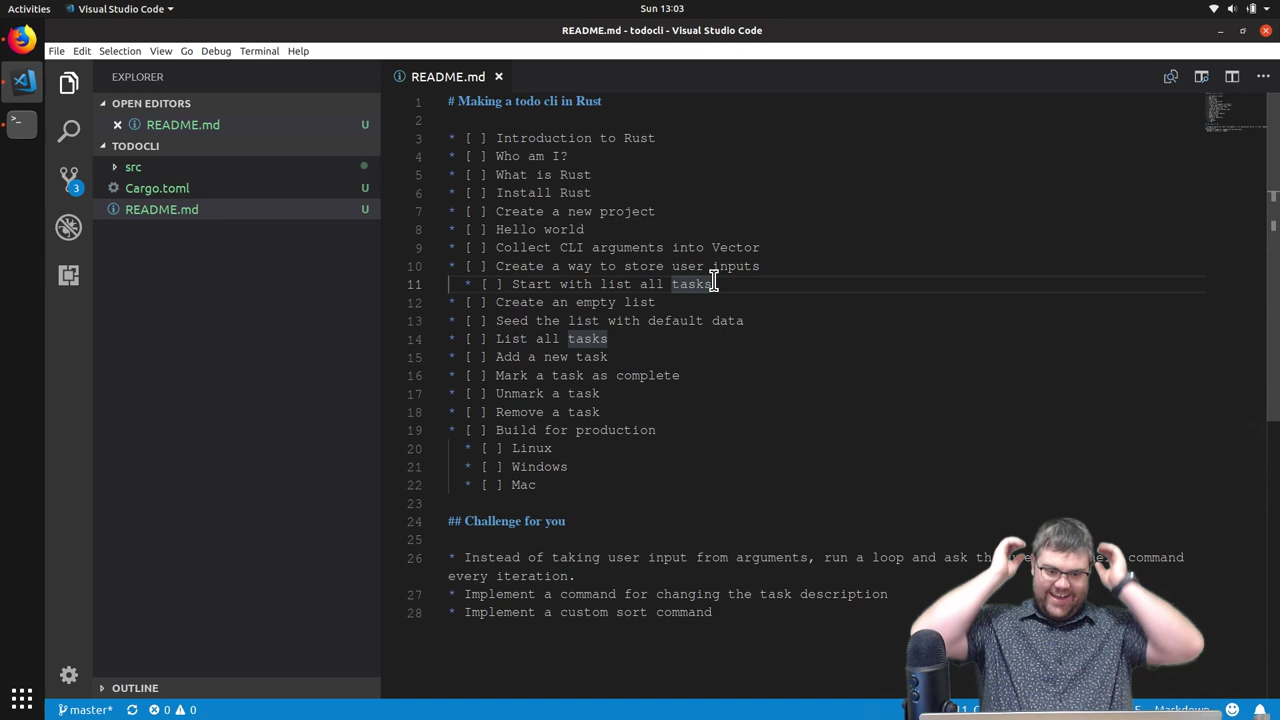 Activities
Visual Studio Code
Sun 13:03
README.md - todocli - Visual Studio Code
File Edit Selection View Go Debug Terminal Help
EXPLORER
OPEN EDITORS
README.md U
TODOCLI
src
Cargo.toml U
README.md U
3
OUTLINE
README.md
1 # Making a todo cli in Rust
2
3 * [ ] Introduction to Rust
4 * [ ] Who am I?
5 * [ ] What is Rust
6 * [ ] Install Rust
7 * [ ] Create a new project
8 * [ ] Hello world
9 * [ ] Collect CLI arguments into Vector
10 * [ ] Create a way to store user inputs
11 * [ ] Start with list all tasks
12 * [ ] Create an empty list
13 * [ ] Seed the list with default data
14 * [ ] List all tasks
15 * [ ] Add a new task
16 * [ ] Mark a task as complete
17 * [ ] Unmark a task
18 * [ ] Remove a task
19 * [ ] Build for production
20 * [ ] Linux
21 * [ ] Windows
22 * [ ] Mac
23
24 ## Challenge for you
25
26 * Instead of taking user input from arguments, run a loop and ask command
every iteration.
27 * Implement a command for changing the task description
28 * Implement a custom sort command
master* 0 0
Markdown